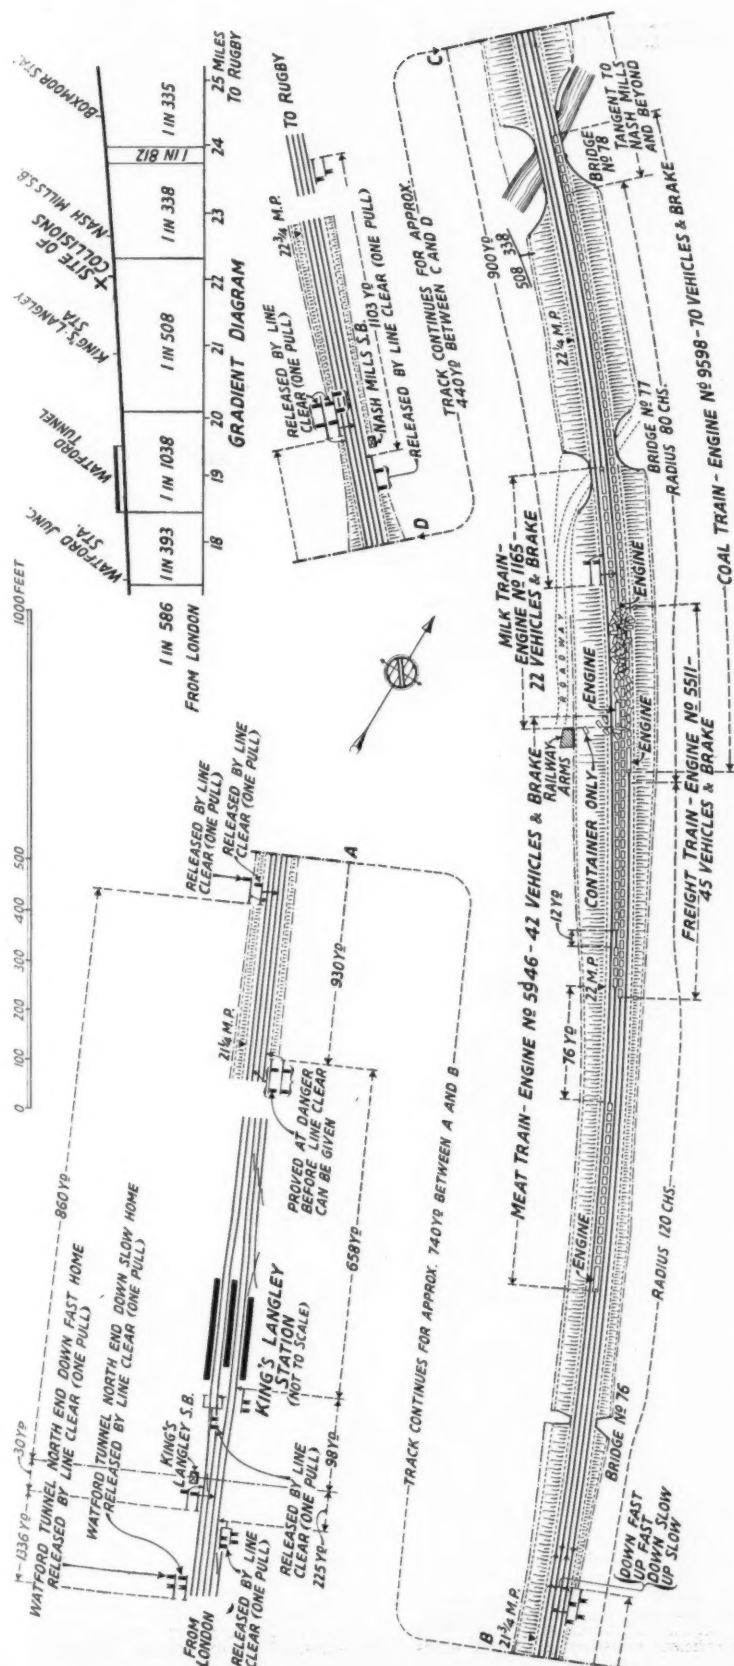 BOXMOOR STA.
NASH MILLS S.B.
SITE OF
COLLISIONS
KING'S LANGLEY
STA
WATFORD
TUNNEL
WATFORD JUNC.
STA.
1 IN 586
1 IN 393
1 IN 1038
1 IN 508
1 IN 338
1 IN 812
1 IN 335
FROM LONDON
18
19
20
21
22
23
24
25 MILES
TO RUGBY
GRADIENT DIAGRAM
0
100
200
300
400
500
1000 FEET
1336 YD
30 YD
860 YD
WATFORD TUNNEL NORTH END DOWN FAST HOME
RELEASED BY LINE CLEAR (ONE PULL)
WATFORD TUNNEL NORTH END DOWN SLOW HOME
RELEASED BY LINE CLEAR (ONE PULL)
KING'S
LANGLEY S.B.
FROM
LONDON
RELEASED BY LINE
CLEAR (ONE PULL)
225 YD
RELEASED BY LINE
CLEAR (ONE PULL)
98 YD
KING'S LANGLEY
STATION
(NOT TO SCALE)
658 YD
PROVED AT DANGER
BEFORE LINE CLEAR
CAN BE GIVEN
21¼ M.P.
930 YD
RELEASED BY LINE
CLEAR (ONE PULL)
RELEASED BY LINE
CLEAR (ONE PULL)
A
TRACK CONTINUES FOR APPROX. 740 YD BETWEEN A AND B
D
RELEASED BY LINE
CLEAR (ONE PULL)
NASH MILLS S.B.
RELEASED BY LINE CLEAR (ONE PULL)
1103 YD
22¾ M.P.
TO RUGBY
TRACK CONTINUES FOR APPROX.
440 YD BETWEEN C AND D
B
21¾ M.P.
DOWN FAST
UP FAST
DOWN SLOW
UP SLOW
BRIDGE Nº 76
RADIUS 120 CHS.
ENGINE
MEAT TRAIN - ENGINE Nº 5946 - 42 VEHICLES & BRAKE
76 YD
22 M.P.
12 YD
CONTAINER ONLY
RAILWAY
ARMS
ROADWAY
ENGINE
MILK TRAIN -
ENGINE Nº 1165
22 VEHICLES & BRAKE
ENGINE
ENGINE
FREIGHT TRAIN - ENGINE Nº 5511 -
45 VEHICLES & BRAKE
COAL TRAIN - ENGINE Nº 9598 - 70 VEHICLES & BRAKE
RADIUS 80 CHS.
BRIDGE Nº 77
22¼ M.P.
900 YD
508
338
BRIDGE
Nº 78
TANGENT TO
NASH MILLS
AND BEYOND
C